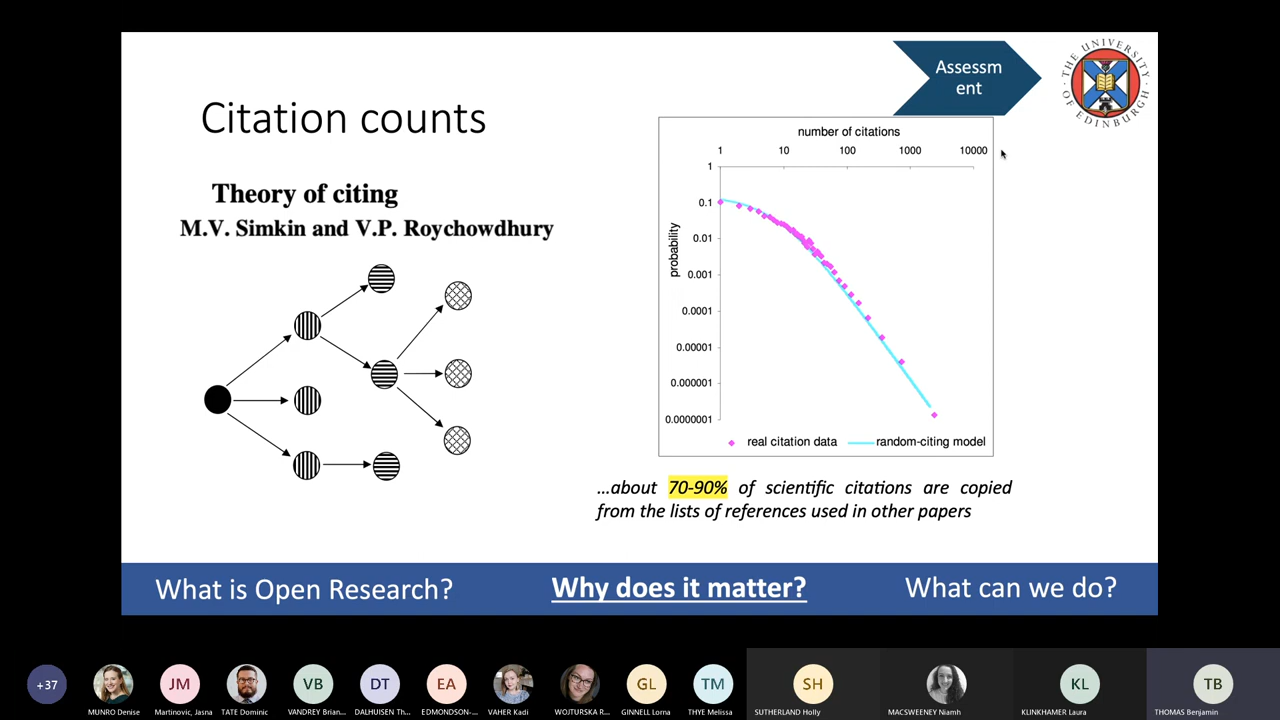 Assessm
ent
THE UNIVERSITY OF EDINBURGH
Citation counts
Theory of citing
M.V. Simkin and V.P. Roychowdhury
number of citations
1 10 100 1000 10000
1
0.1
0.01
0.001
0.0001
0.00001
0.000001
0.0000001
probability
real citation data random-citing model
...about 70-90% of scientific citations are copied
from the lists of references used in other papers
What is Open Research? Why does it matter? What can we do?
+37 JM VB DT EA GL TM SH KL TB
MUNRO Denise Martinovic, Jasna TATE Dominic VANDREY Brian... DALHUISEN Th... EDMONDSON-... VAHER Kadi WOJTURSKA R... GINNELL Lorna THYE Melissa SUTHERLAND Holly MACSWEENEY Niamh KLINKHAMER Laura THOMAS Benjamin